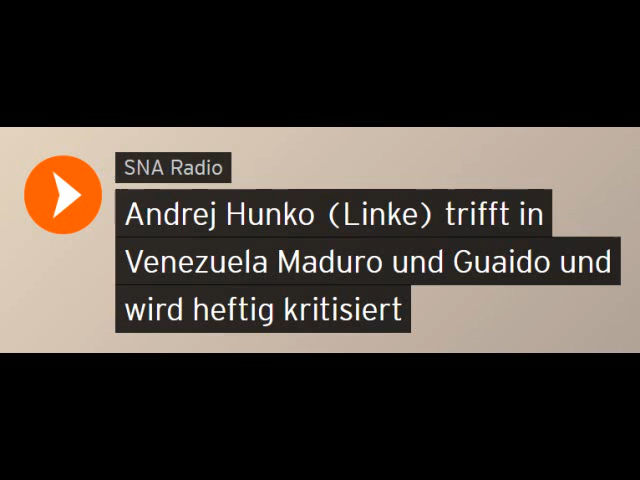 SNA Radio
Andrej Hunko (Linke) trifft in
Venezuela Maduro und Guaido und
wird heftig kritisiert